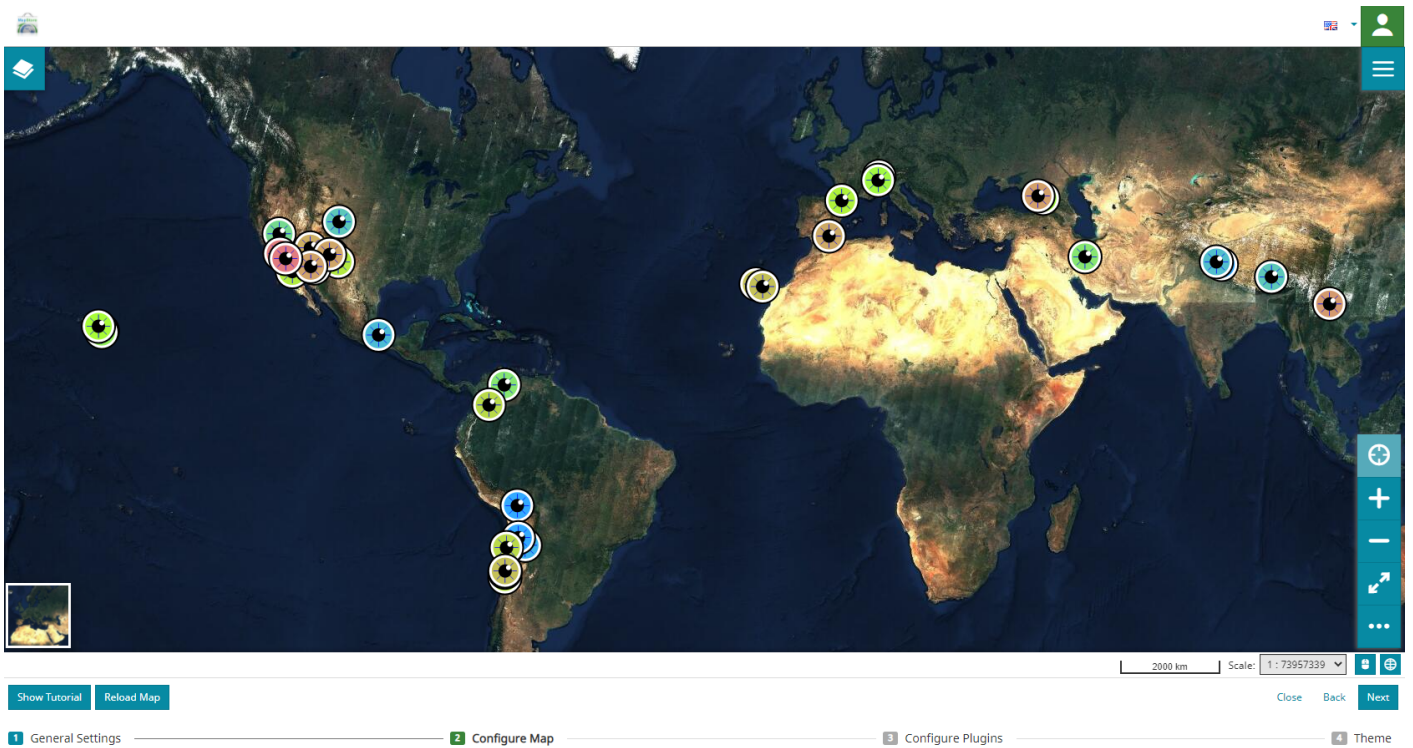 2000 km
Scale:
1 : 73957339
Show Tutorial
Reload Map
Close
Back
Next
1 General Settings
2 Configure Map
3 Configure Plugins
4 Theme